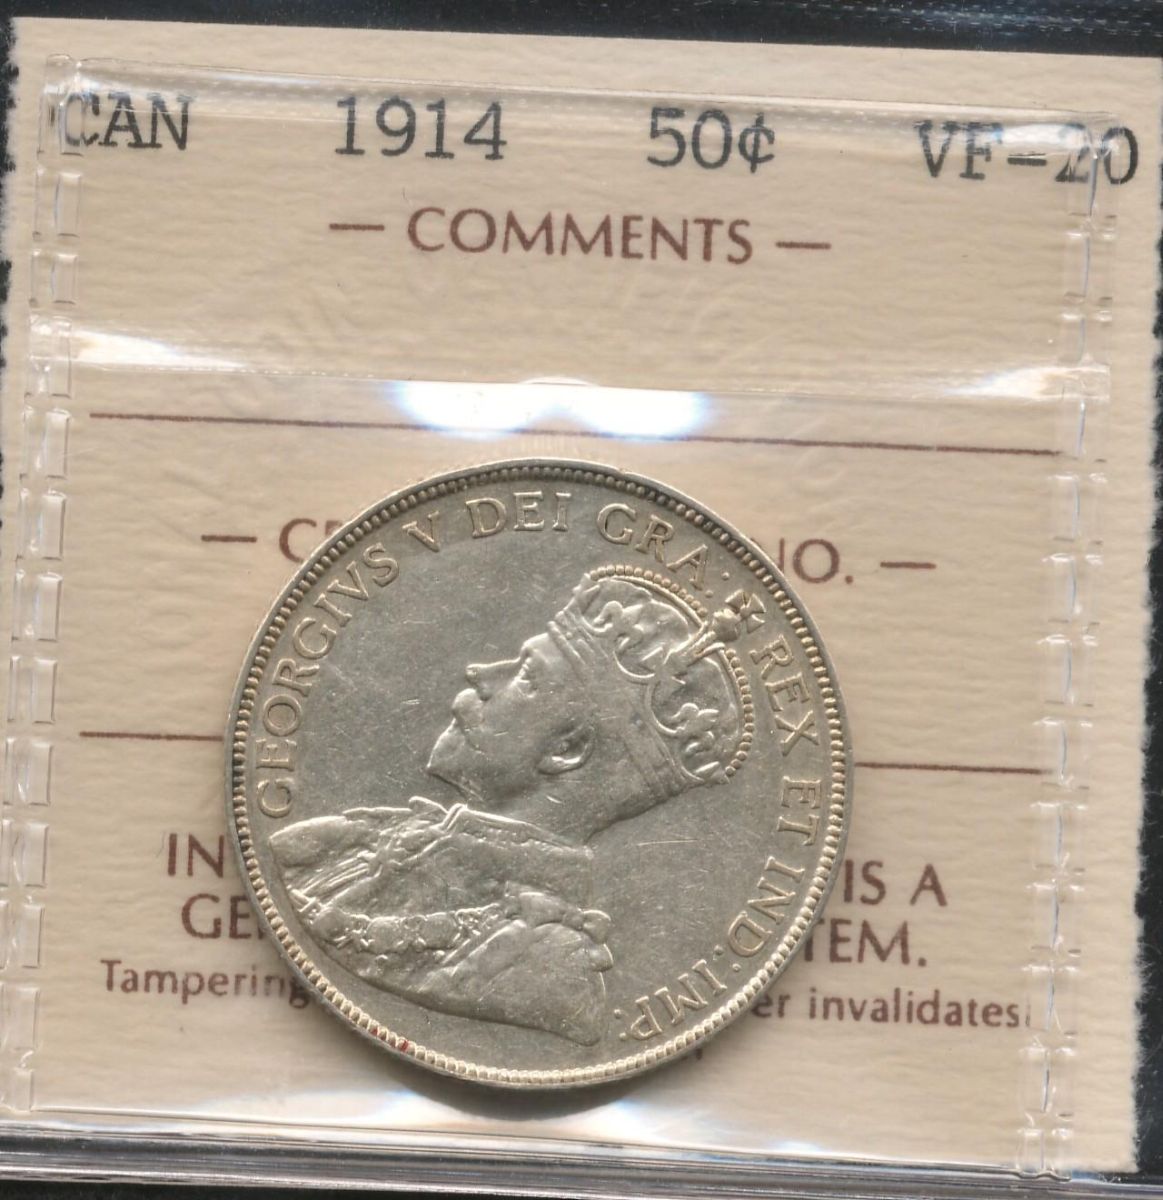 CAN 1914 50¢ VF-20
— COMMENTS —
— C NO. —
GEORGIVS V DEI GRA: REX ET IND: IMP:
IN IS A
GE TEM.
Tampering er invalidates